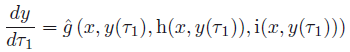 dy/dτ₁ = ĝ (x, y(τ₁), h(x, y(τ₁)), i(x, y(τ₁)))